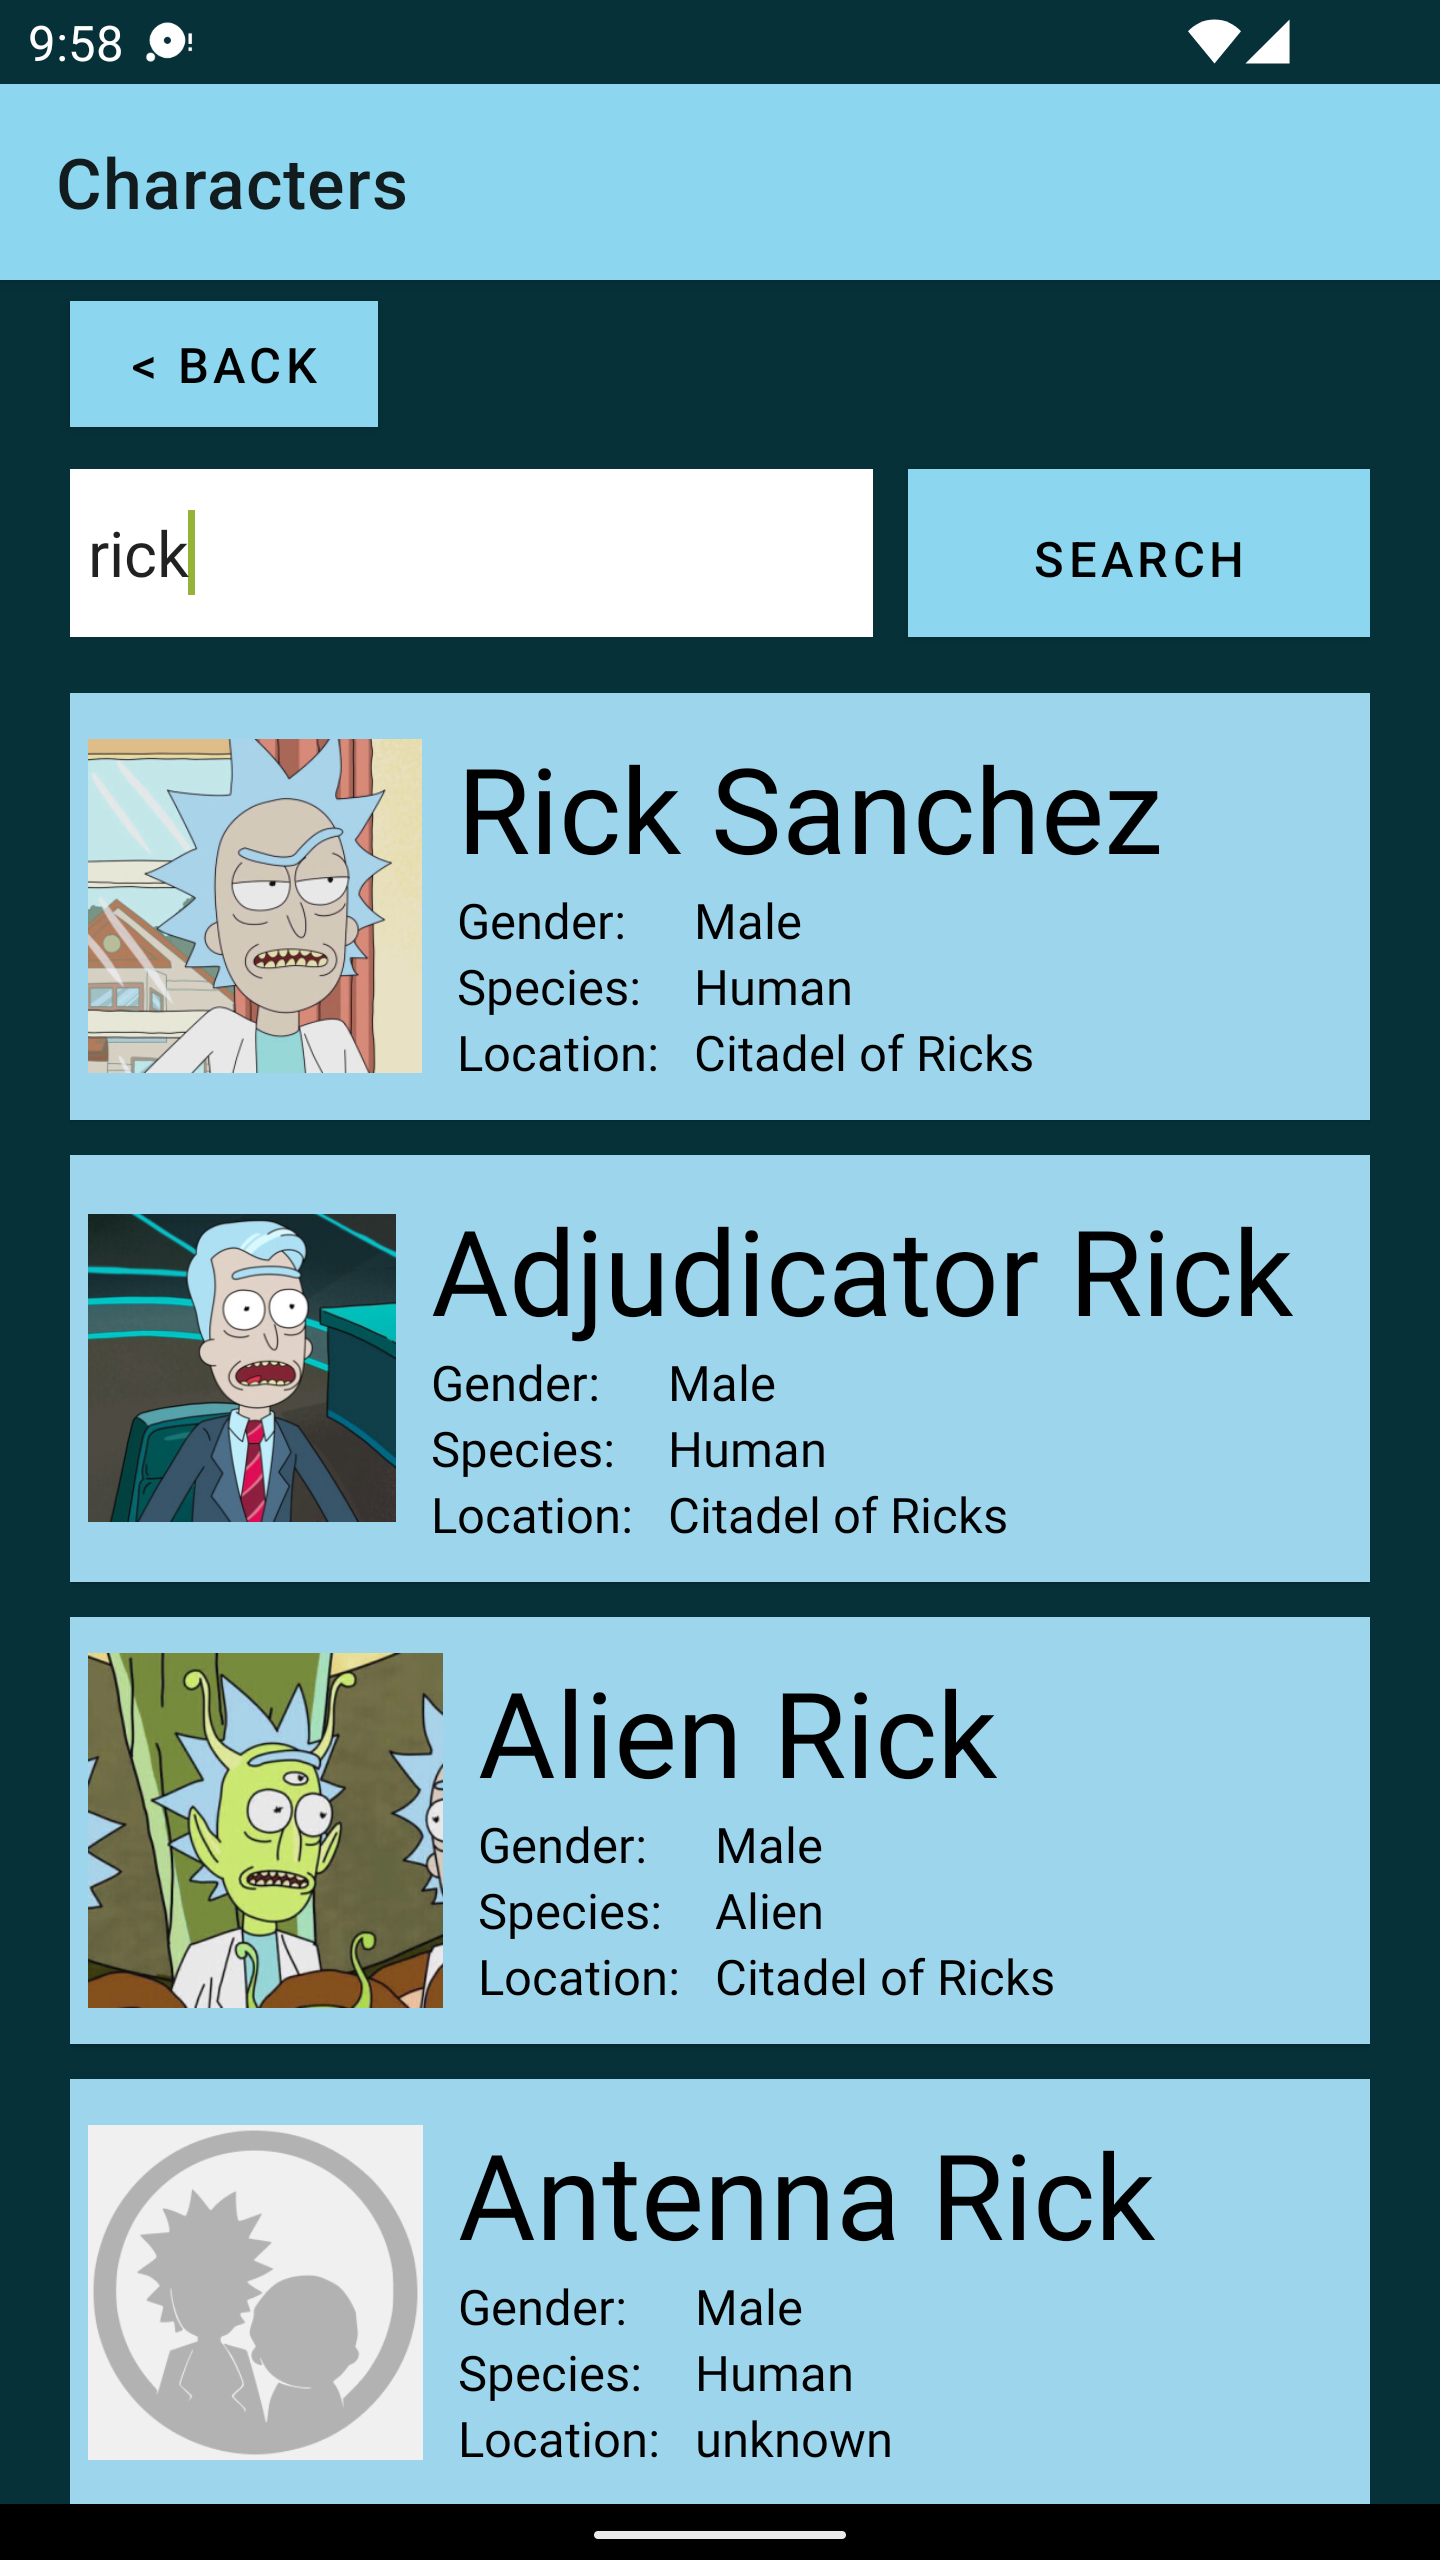 9:58
Characters
< BACK
rick
SEARCH
Rick Sanchez
Gender: Male
Species: Human
Location: Citadel of Ricks
Adjudicator Rick
Gender: Male
Species: Human
Location: Citadel of Ricks
Alien Rick
Gender: Male
Species: Alien
Location: Citadel of Ricks
Antenna Rick
Gender: Male
Species: Human
Location: unknown